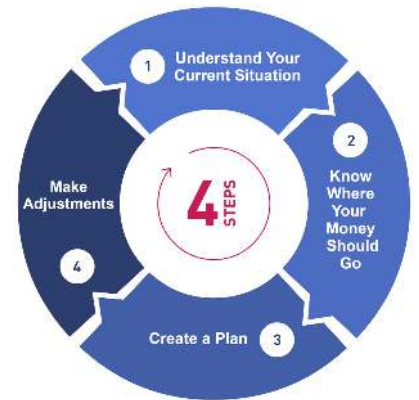 1
Understand Your
Current Situation
2
Know
Where
Your
Money
Should
Go
3
Create a Plan
4
Make
Adjustments
4
STEPS